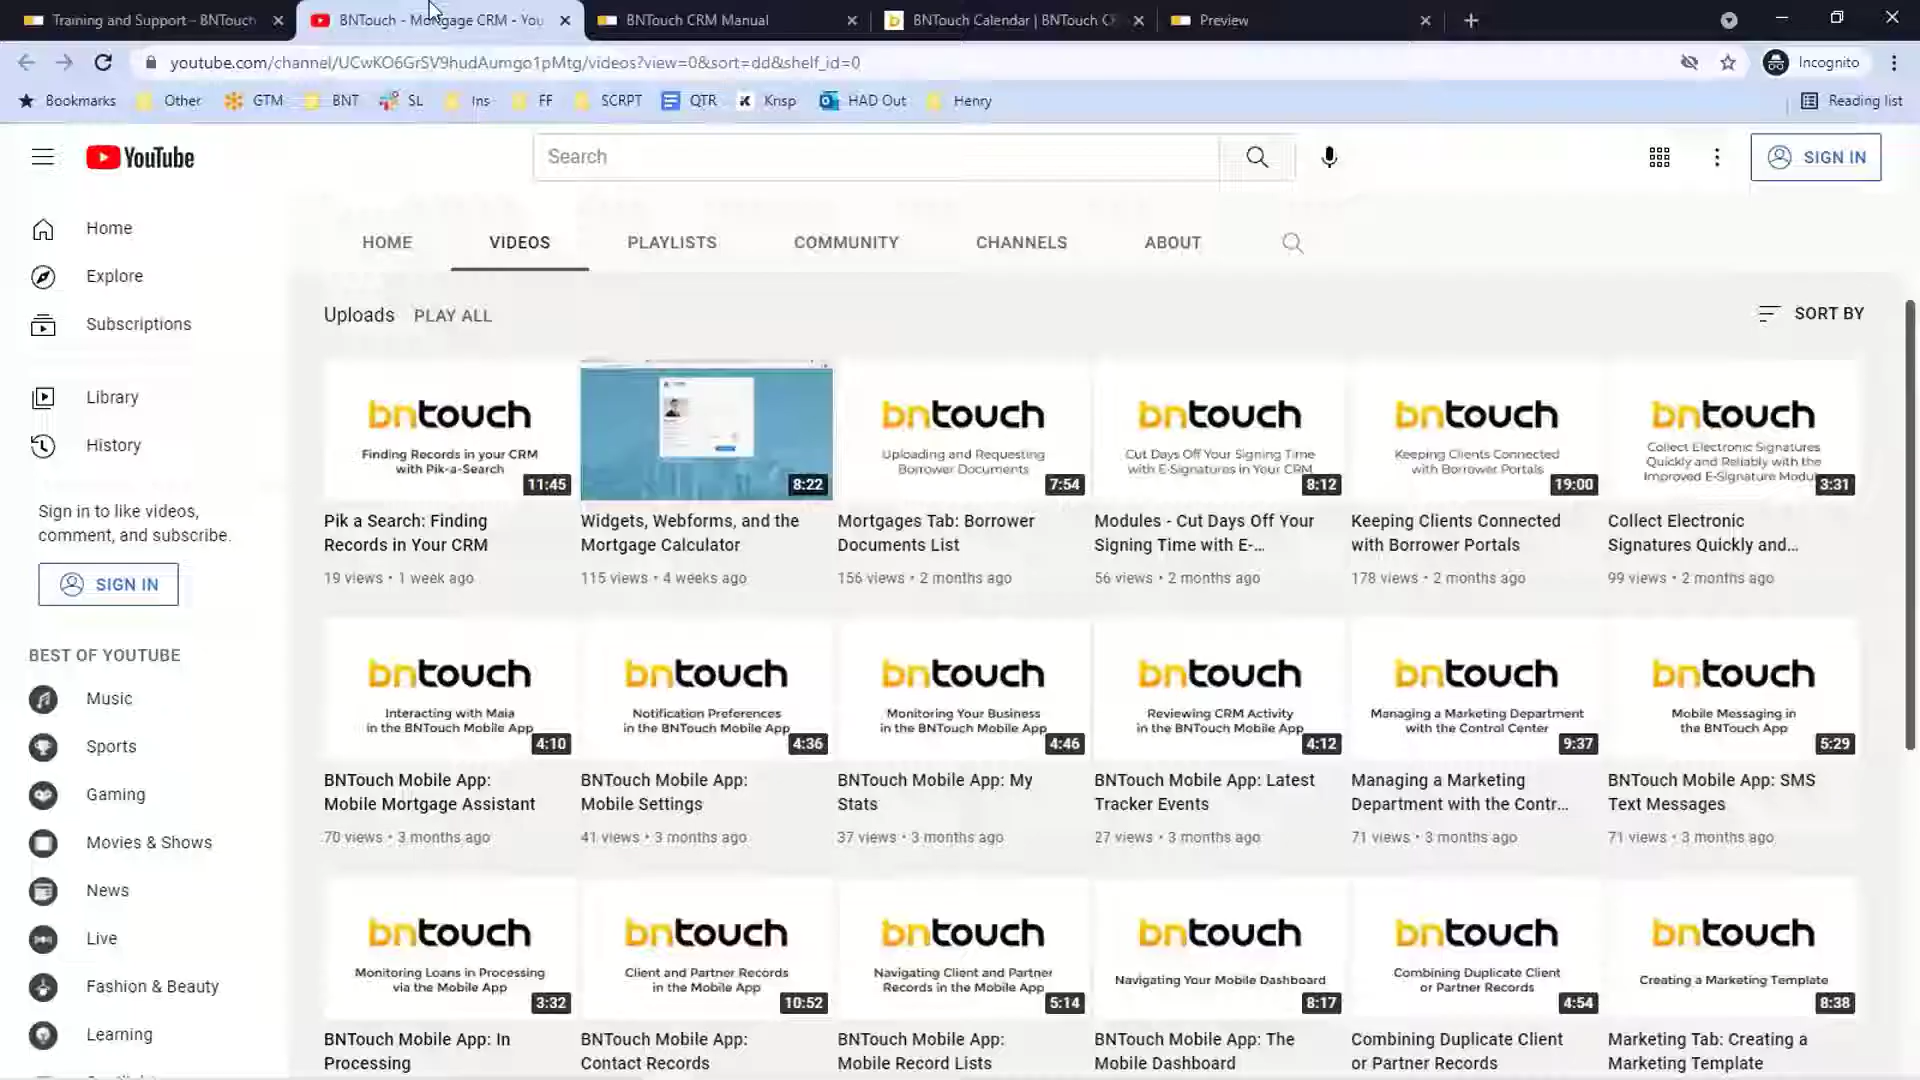 Training and Support - BNTouch
BNTouch - Mortgage CRM - You
BNTouch CRM Manual
BNTouch Calendar | BNTouch C
Preview
youtube.com/channel/UCwKO6GrSV9hudAumgo1pMtg/videos?view=0&sort=dd&shelf_id=0
Incognito
Bookmarks
Other
GTM
BNT
SL
Ins
FF
SCRPT
QTR
Krisp
HAD Out
Henry
Reading list
YouTube
Search
SIGN IN
Home
Explore
Subscriptions
Library
History
Sign in to like videos,
comment, and subscribe.
SIGN IN
BEST OF YOUTUBE
Music
Sports
Gaming
Movies & Shows
News
Live
Fashion & Beauty
Learning
HOME
VIDEOS
PLAYLISTS
COMMUNITY
CHANNELS
ABOUT
Uploads
PLAY ALL
SORT BY
bntouch
Finding Records in your CRM
with Pik-a-Search
11:45
Pik a Search: Finding
Records in Your CRM
19 views • 1 week ago
8:22
Widgets, Webforms, and the
Mortgage Calculator
115 views • 4 weeks ago
bntouch
Uploading and Requesting
Borrower Documents
7:54
Mortgages Tab: Borrower
Documents List
156 views • 2 months ago
bntouch
Cut Days Off Your Signing Time
with E-Signatures in Your CRM
8:12
Modules - Cut Days Off Your
Signing Time with E-...
56 views • 2 months ago
bntouch
Keeping Clients Connected
with Borrower Portals
19:00
Keeping Clients Connected
with Borrower Portals
178 views • 2 months ago
bntouch
Collect Electronic Signatures
Quickly and Reliably with the
Improved E-Signature Modul
3:31
Collect Electronic
Signatures Quickly and...
99 views • 2 months ago
bntouch
Interacting with Maia
in the BNTouch Mobile App
4:10
BNTouch Mobile App:
Mobile Mortgage Assistant
70 views • 3 months ago
bntouch
Notification Preferences
in the BNTouch Mobile App
4:36
BNTouch Mobile App:
Mobile Settings
41 views • 3 months ago
bntouch
Monitoring Your Business
in the BNTouch Mobile App
4:46
BNTouch Mobile App: My
Stats
37 views • 3 months ago
bntouch
Reviewing CRM Activity
in the BNTouch Mobile App
4:12
BNTouch Mobile App: Latest
Tracker Events
27 views • 3 months ago
bntouch
Managing a Marketing Department
with the Control Center
9:37
Managing a Marketing
Department with the Contr...
71 views • 3 months ago
bntouch
Mobile Messaging in
the BNTouch App
5:29
BNTouch Mobile App: SMS
Text Messages
71 views • 3 months ago
bntouch
Monitoring Loans in Processing
via the Mobile App
3:32
BNTouch Mobile App: In
Processing
bntouch
Client and Partner Records
in the Mobile App
10:52
BNTouch Mobile App:
Contact Records
bntouch
Navigating Client and Partner
Records in the Mobile App
5:14
BNTouch Mobile App:
Mobile Record Lists
bntouch
Navigating Your Mobile Dashboard
8:17
BNTouch Mobile App: The
Mobile Dashboard
bntouch
Combining Duplicate Client
or Partner Records
4:54
Combining Duplicate Client
or Partner Records
bntouch
Creating a Marketing Template
8:38
Marketing Tab: Creating a
Marketing Template